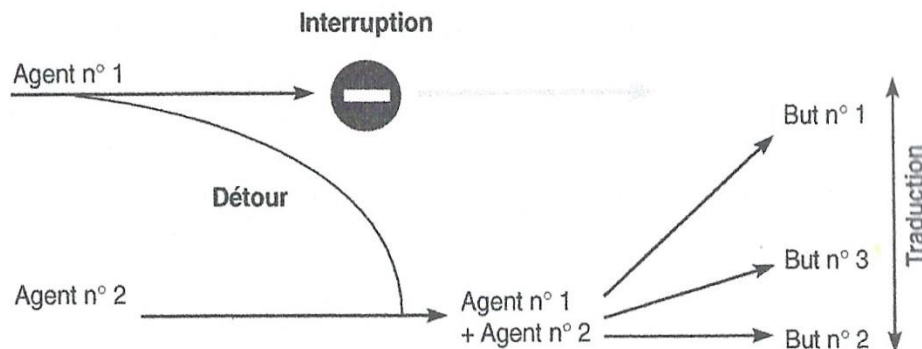 Interruption
Agent n° 1
But n° 1
Détour
Traduction
But n° 3
Agent n° 2
Agent n° 1
+ Agent n° 2
But n° 2